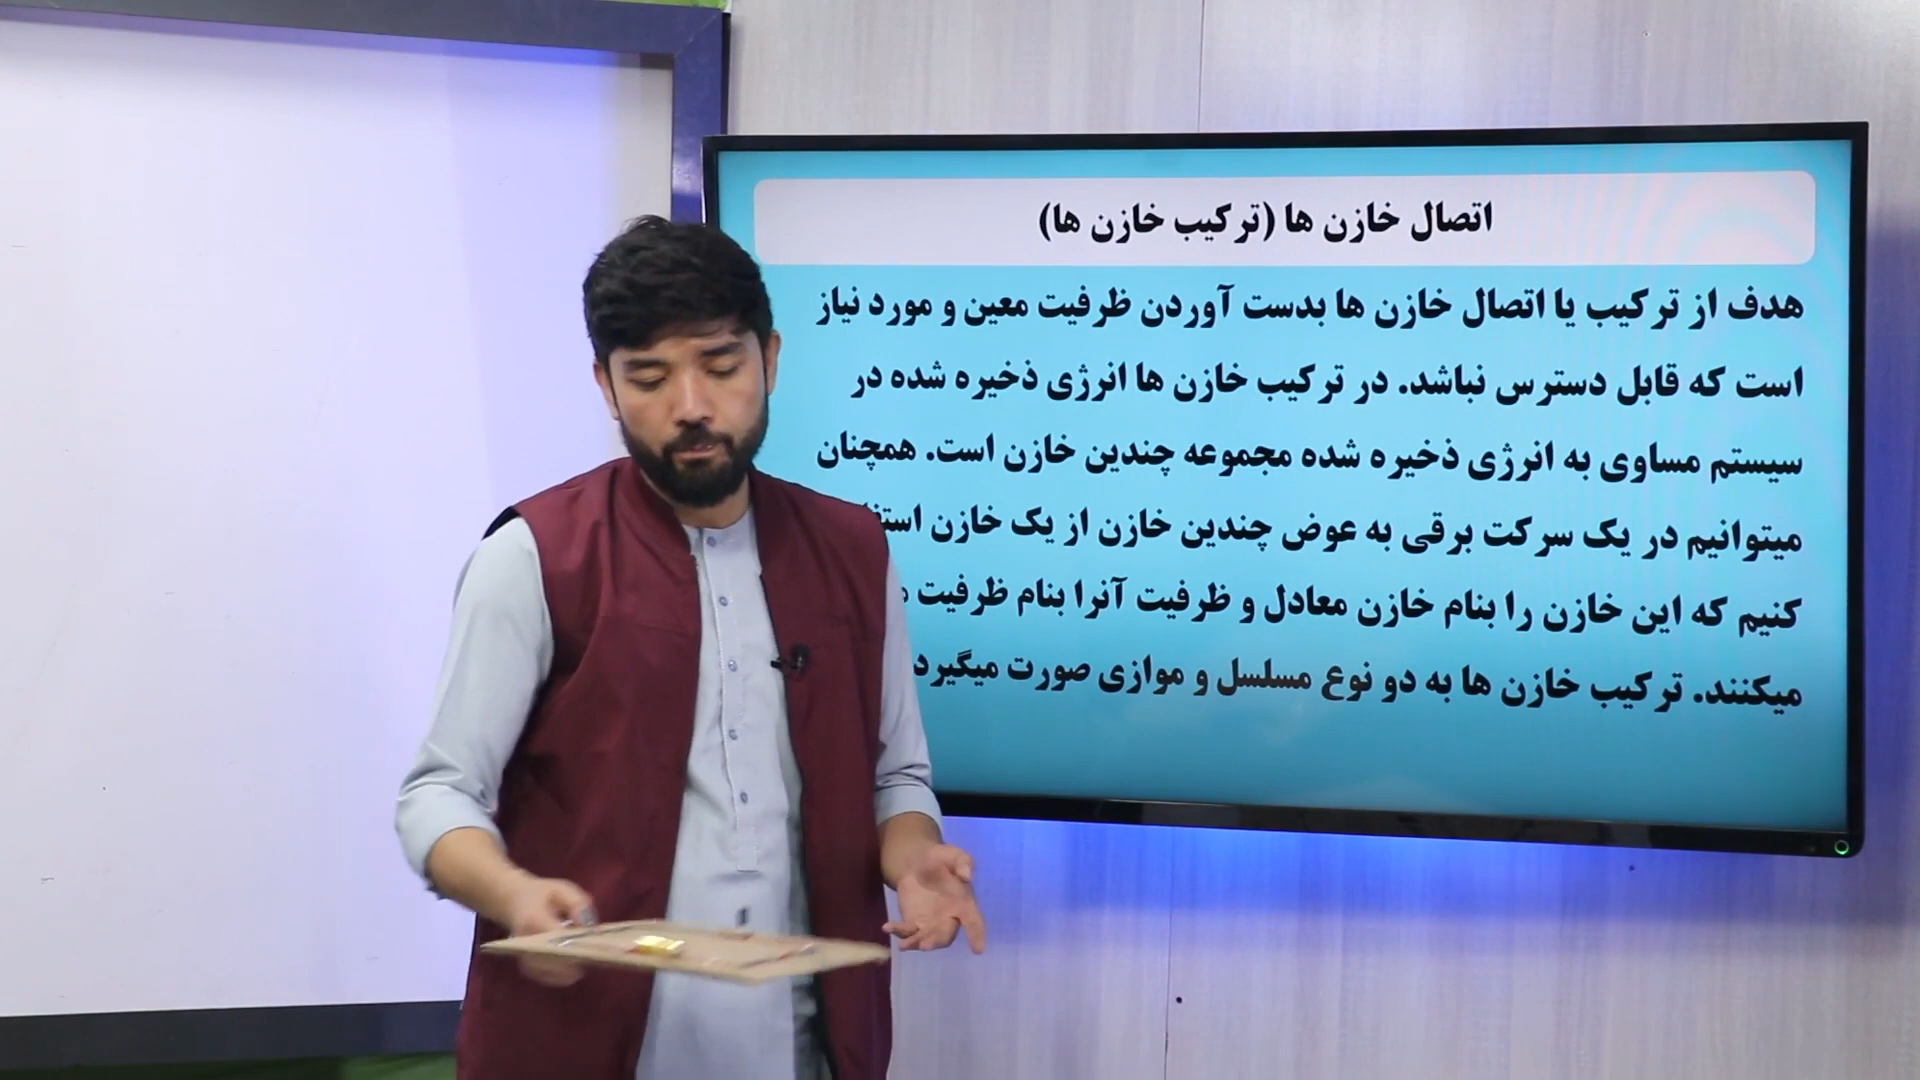 اتصال خازن ها (ترکیب خازن ها)
هدف از ترکیب یا اتصال خازن ها بدست آوردن ظرفیت معین و مورد نیاز
است که قابل دسترس نباشد. در ترکیب خازن ها انرژی ذخیره شده در
سیستم مساوی به انرژی ذخیره شده مجموعه چندین خازن است. همچنان
میتوانیم در یک سرکت برقی به عوض چندین خازن از یک خازن
کنیم که این خازن را بنام خازن معادل و ظرفیت آنرا بنام ظرفیت
میکنند. ترکیب خازن ها به دو نوع مسلسل و موازی صورت میگیرد